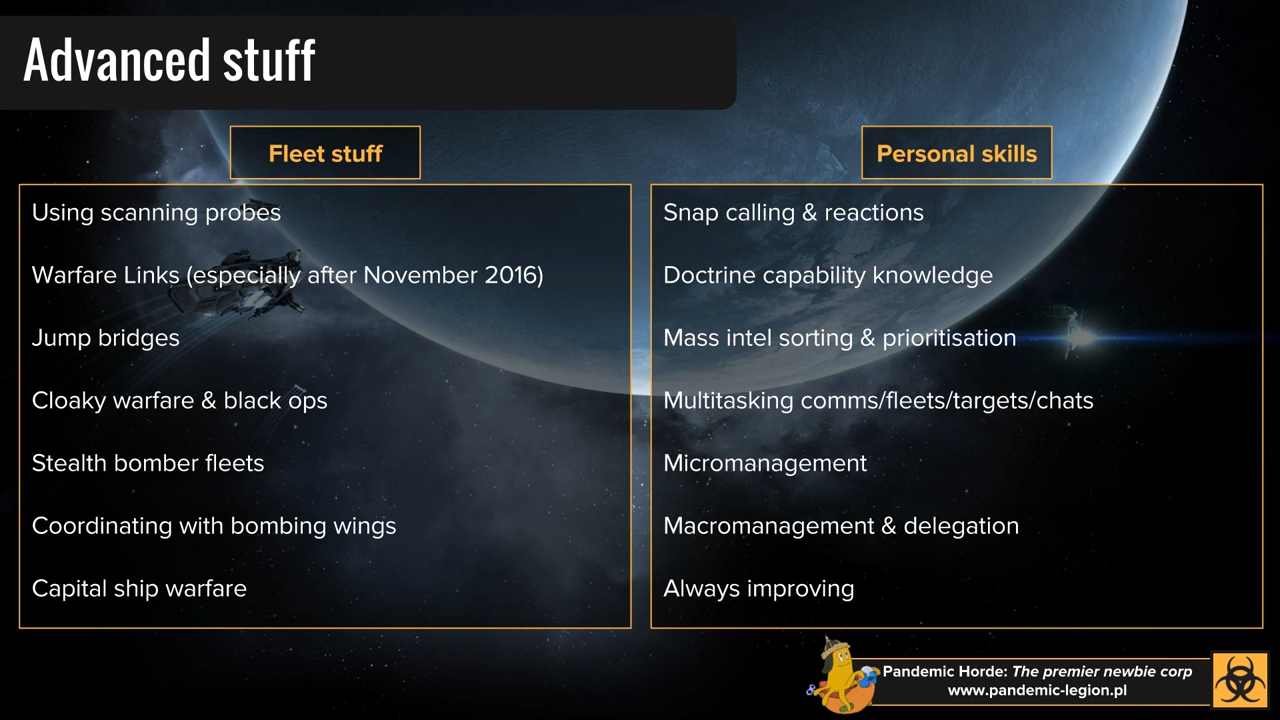 Advanced stuff
Fleet stuff
Using scanning probes
Warfare Links (especially after November 2016)
Jump bridges
Cloaky warfare & black ops
Stealth bomber fleets
Coordinating with bombing wings
Capital ship warfare
Personal skills
Snap calling & reactions
Doctrine capability knowledge
Mass intel sorting & prioritisation
Multitasking comms/fleets/targets/chats
Micromanagement
Macromanagement & delegation
Always improving
Pandemic Horde: The premier newbie corp
www.pandemic-legion.pl